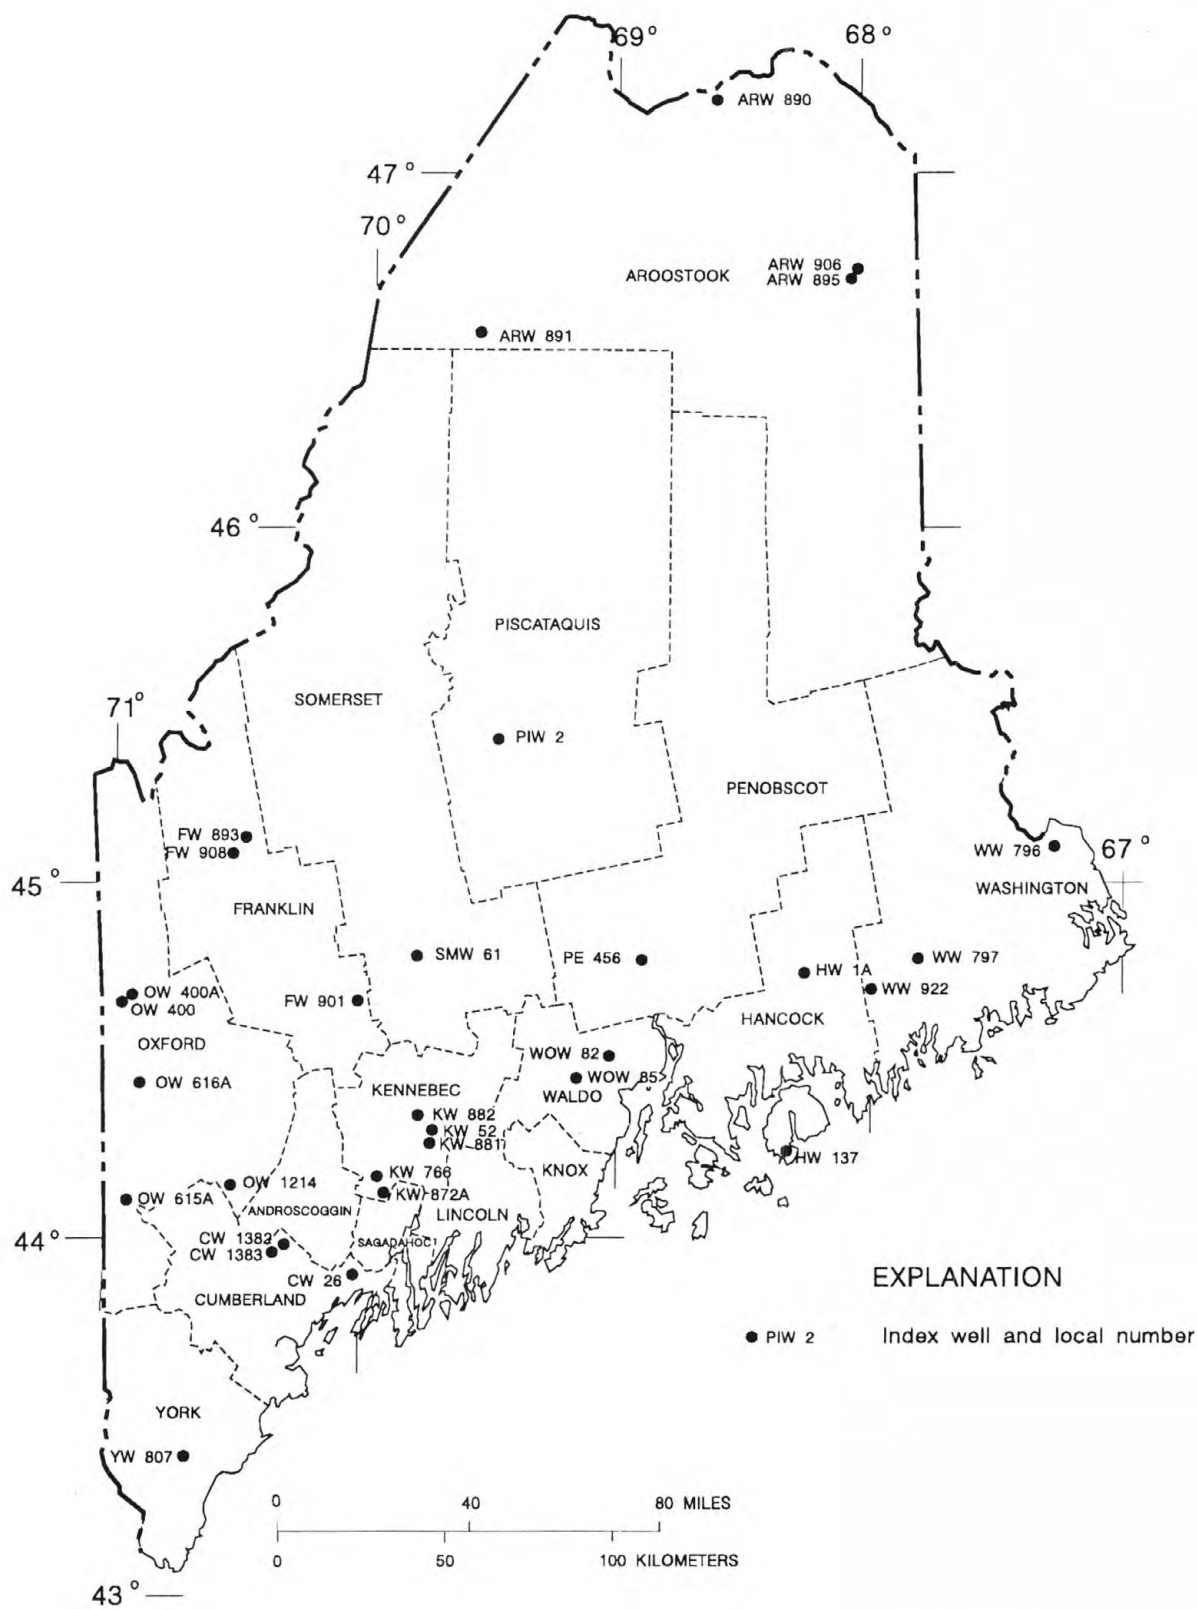 69° 68°
ARW 890
47°
70°
ARW 906
AROOSTOOK
ARW 895
ARW 891
46°
PISCATAQUIS
SOMERSET
71°
PIW 2
PENOBSCOT
FW 893
WW 796 67°
FW 908
45°
WASHINGTON
FRANKLIN
SMW 61 PE 456 WW 797
HW 1A
OW 400A WW 922
FW 901
OW 400
HANCOCK
OXFORD
WOW 82
WOW 85
OW 616A
KENNEBEC
WALDO
KW 882
KW 52
KW 881
HW 137
KNOX
KW 766
OW 1214
KW 872A
OW 615A
ANDROSCOGGIN
LINCOLN
44°
CW 1382
SAGADAHOC
CW 1383
CW 26
EXPLANATION
CUMBERLAND
PIW 2 Index well and local number
YORK
YW 807
0 40 80 MILES
0 50 100 KILOMETERS
43°